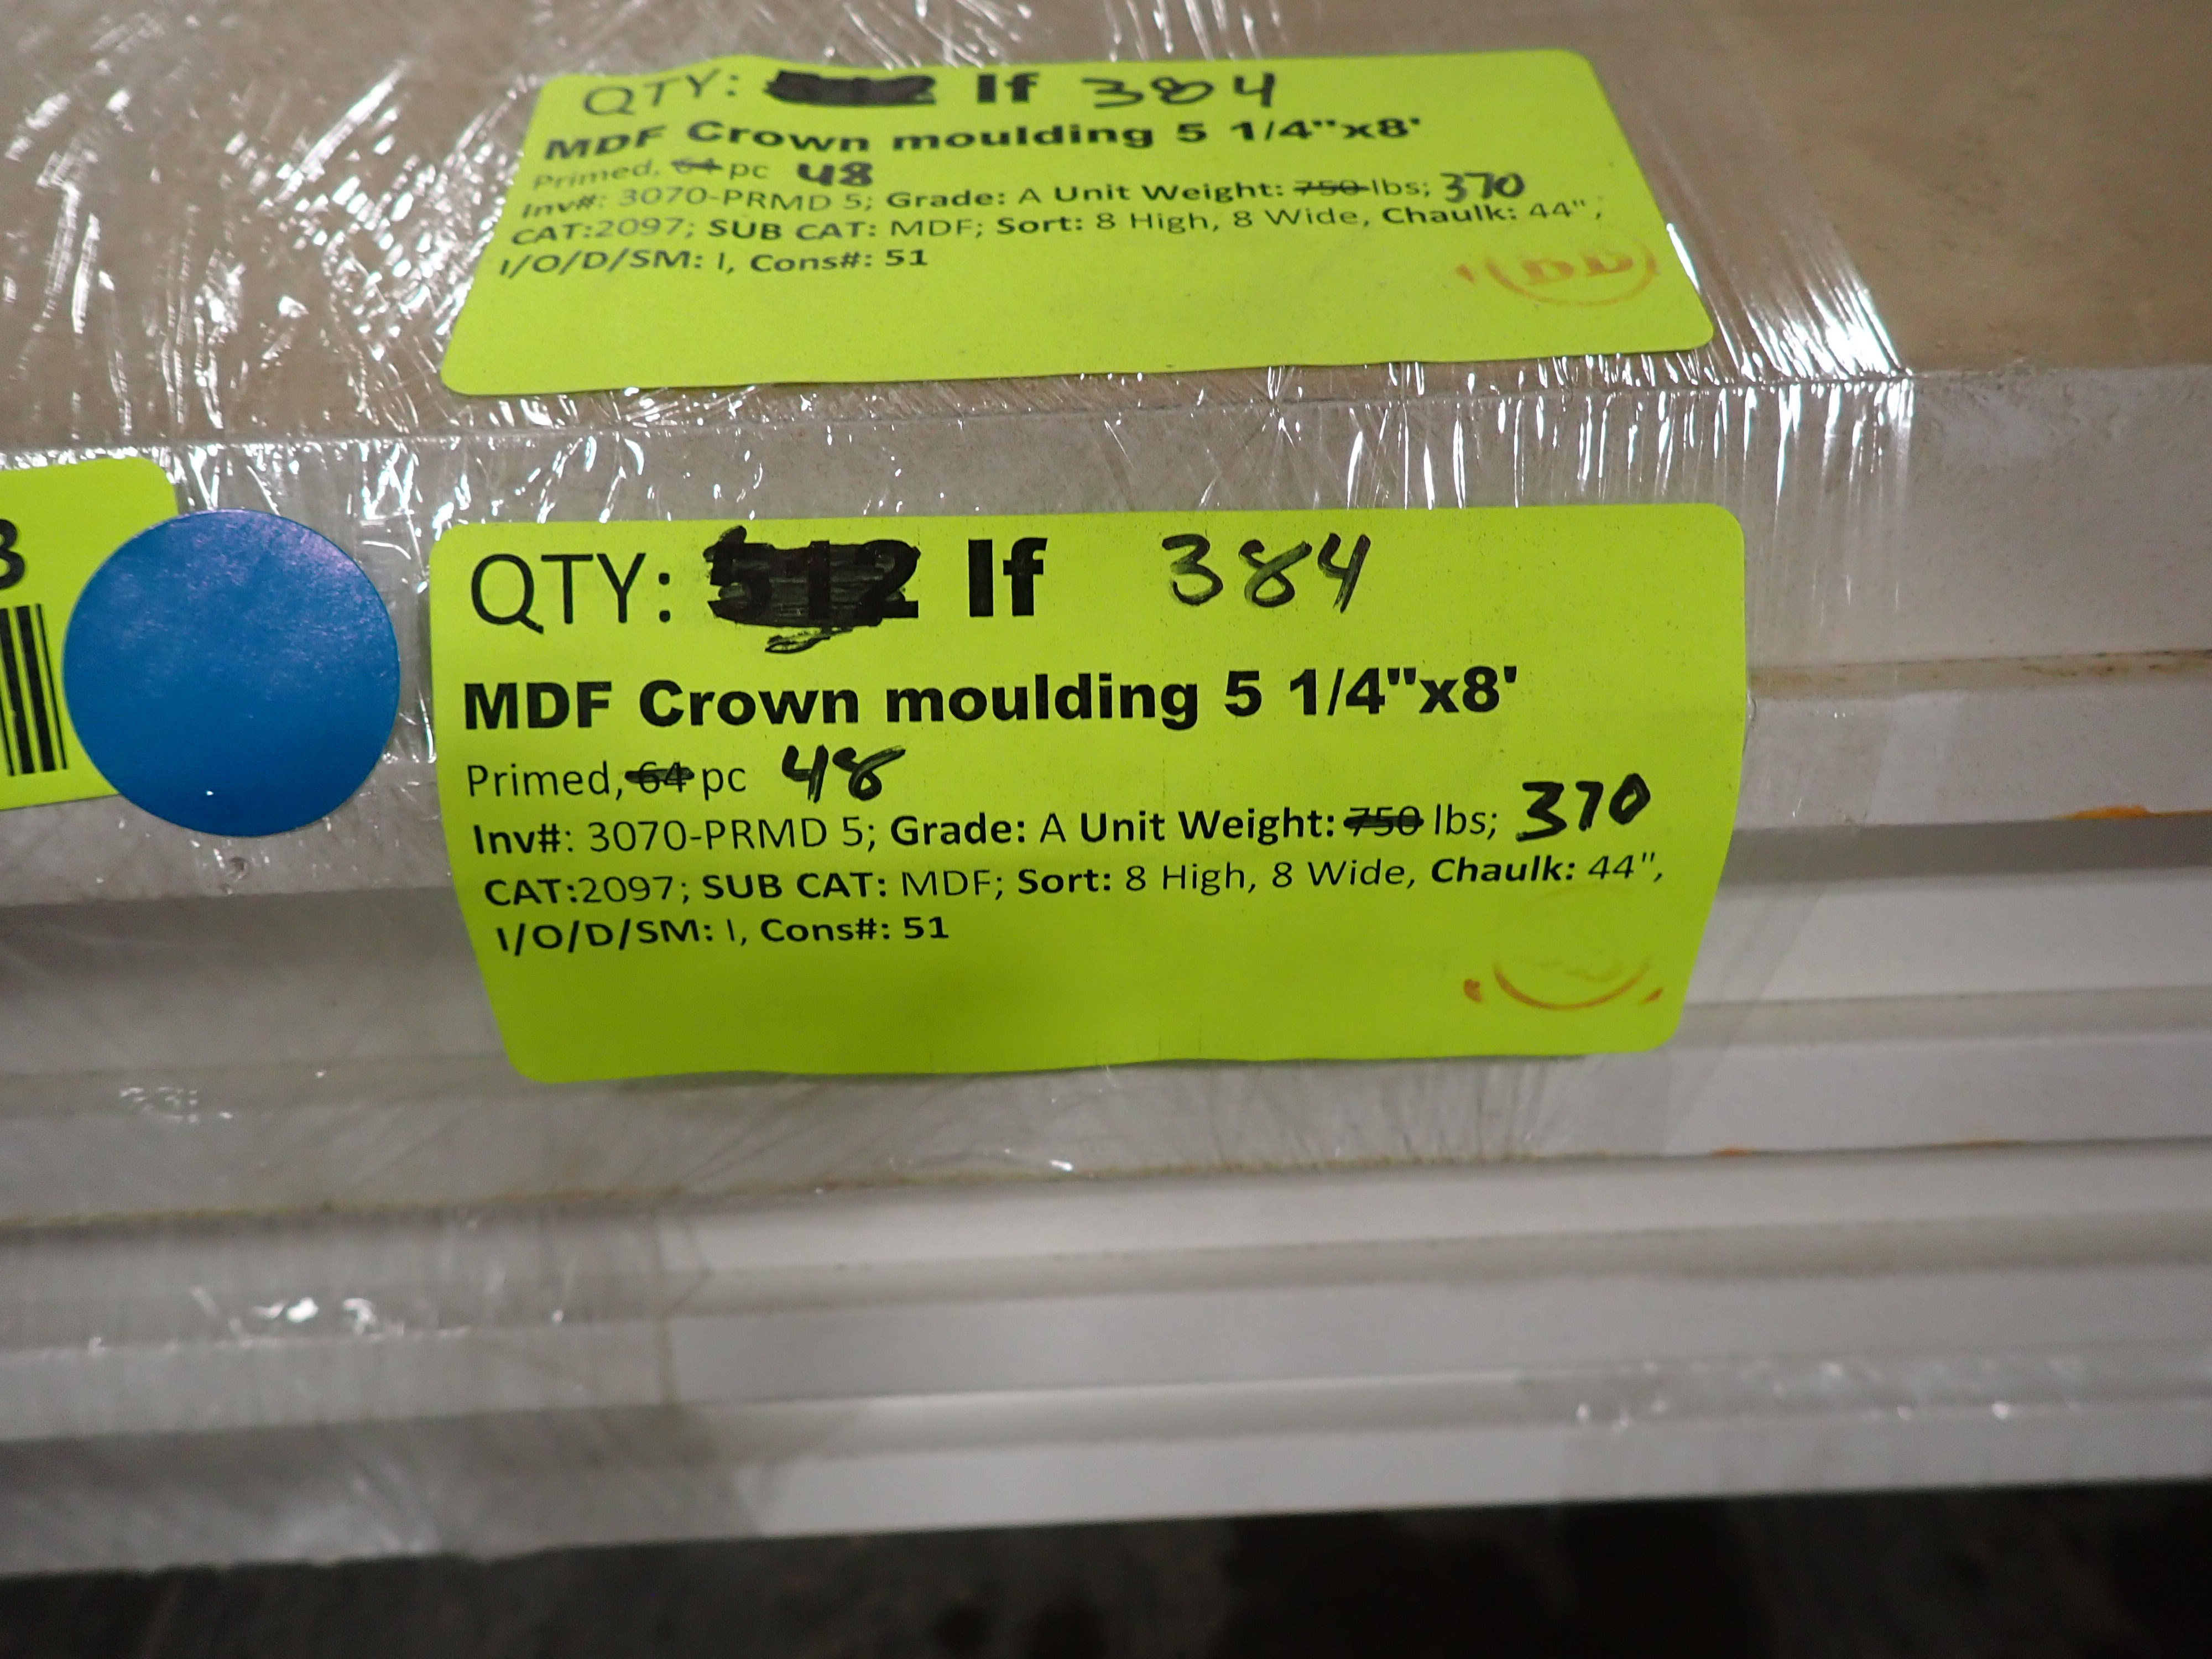 QTY: 512 lf 384
MDF Crown moulding 5 1/4"x8'
Primed, 64 pc 48
Inv#: 3070-PRMD 5; Grade: A Unit Weight: 750 lbs; 370
CAT:2097; SUB CAT: MDF; Sort: 8 High, 8 Wide, Chaulk: 44",
I/O/D/SM: I, Cons#: 51
DD
3
QTY: 512 lf 384
MDF Crown moulding 5 1/4"x8'
Primed, 64 pc 48
Inv#: 3070-PRMD 5; Grade: A Unit Weight: 750 lbs; 370
CAT:2097; SUB CAT: MDF; Sort: 8 High, 8 Wide, Chaulk: 44",
I/O/D/SM: I, Cons#: 51